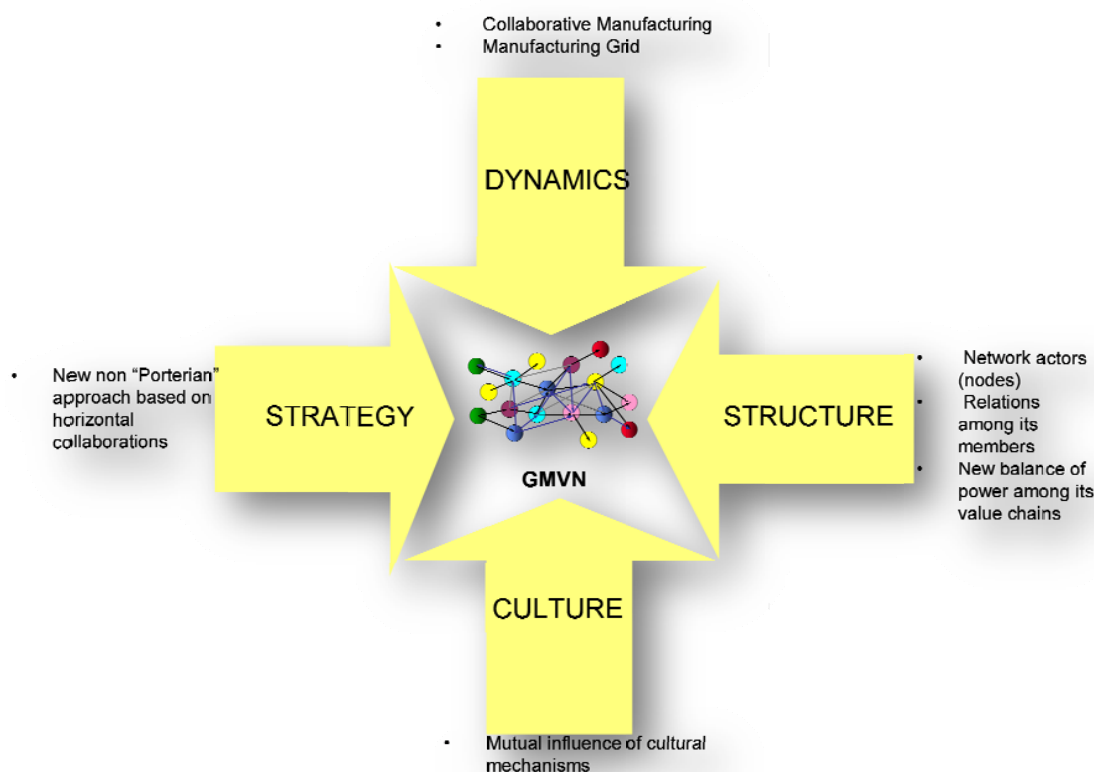 • Collaborative Manufacturing
• Manufacturing Grid
DYNAMICS
• New non “Porterian”
approach based on
horizontal
collaborations
STRATEGY
GMVN
STRUCTURE
• Network actors
(nodes)
• Relations
among its
members
• New balance of
power among its
value chains
CULTURE
• Mutual influence of cultural
mechanisms